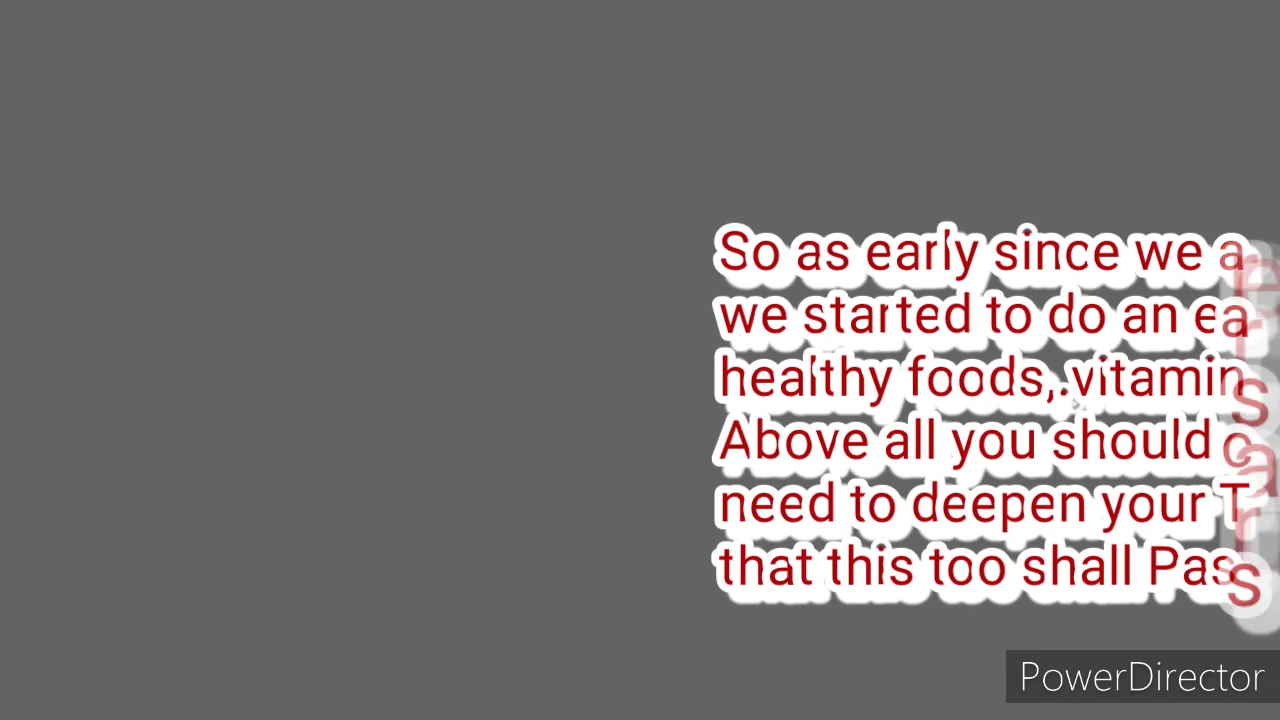 So as early since we a
we started to do an ea
healthy foods, vitamin
Above all you should
need to deepen your T
that this too shall Pas
PowerDirector